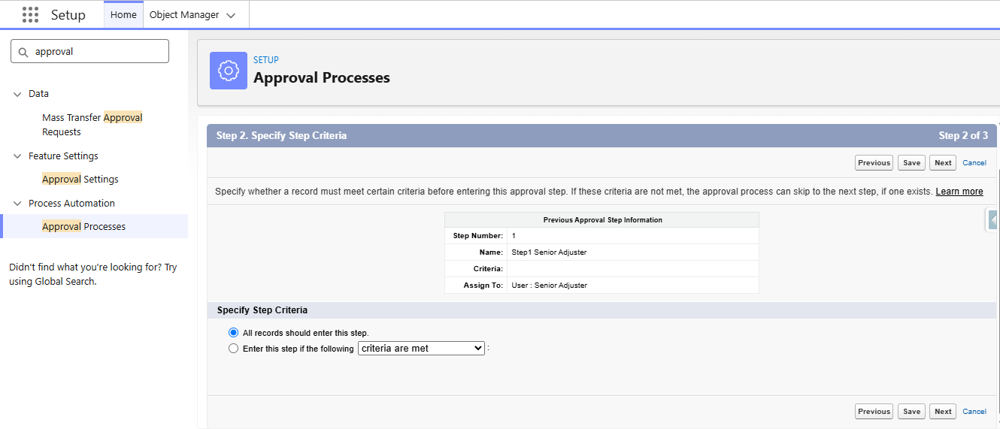 Setup
Home
Object Manager
approval
Data
Mass Transfer Approval
Requests
Feature Settings
Approval Settings
Process Automation
Approval Processes
Didn't find what you're looking for? Try
using Global Search.
SETUP
Approval Processes
Step 2. Specify Step Criteria
Step 2 of 3
Previous
Save
Next
Cancel
Specify whether a record must meet certain criteria before entering this approval step. If these criteria are not met, the approval process can skip to the next step, if one exists. Learn more
Previous Approval Step Information
Step Number: 1
Name: Step1 Senior Adjuster
Criteria:
Assign To: User : Senior Adjuster
Specify Step Criteria
All records should enter this step.
Enter this step if the following criteria are met :
Previous
Save
Next
Cancel